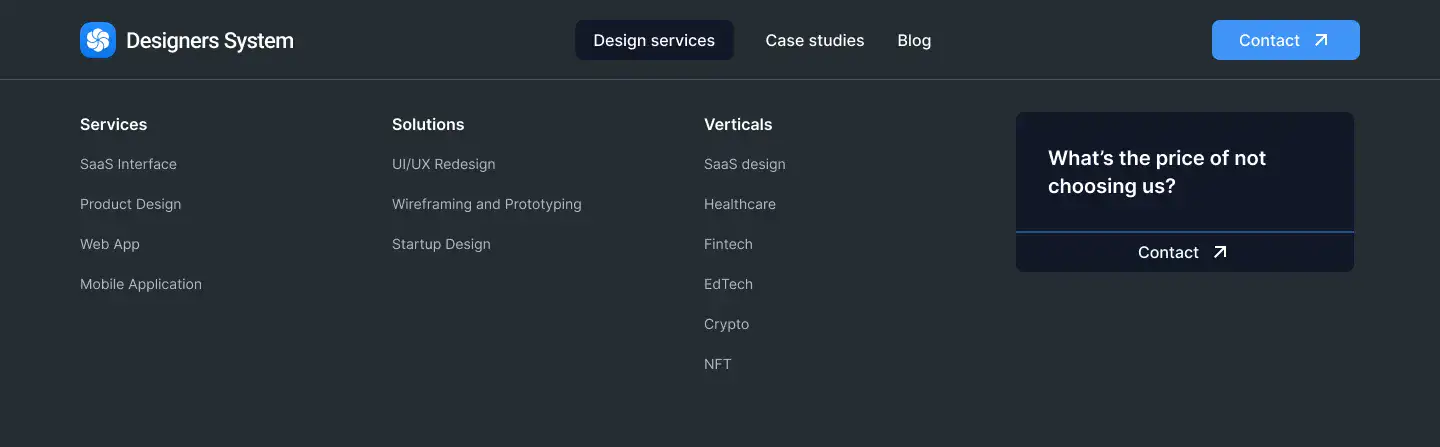 Designers System
Design services
Case studies
Blog
Contact
Services
SaaS Interface
Product Design
Web App
Mobile Application
Solutions
UI/UX Redesign
Wireframing and Prototyping
Startup Design
Verticals
SaaS design
Healthcare
Fintech
EdTech
Crypto
NFT
What’s the price of not
choosing us?
Contact